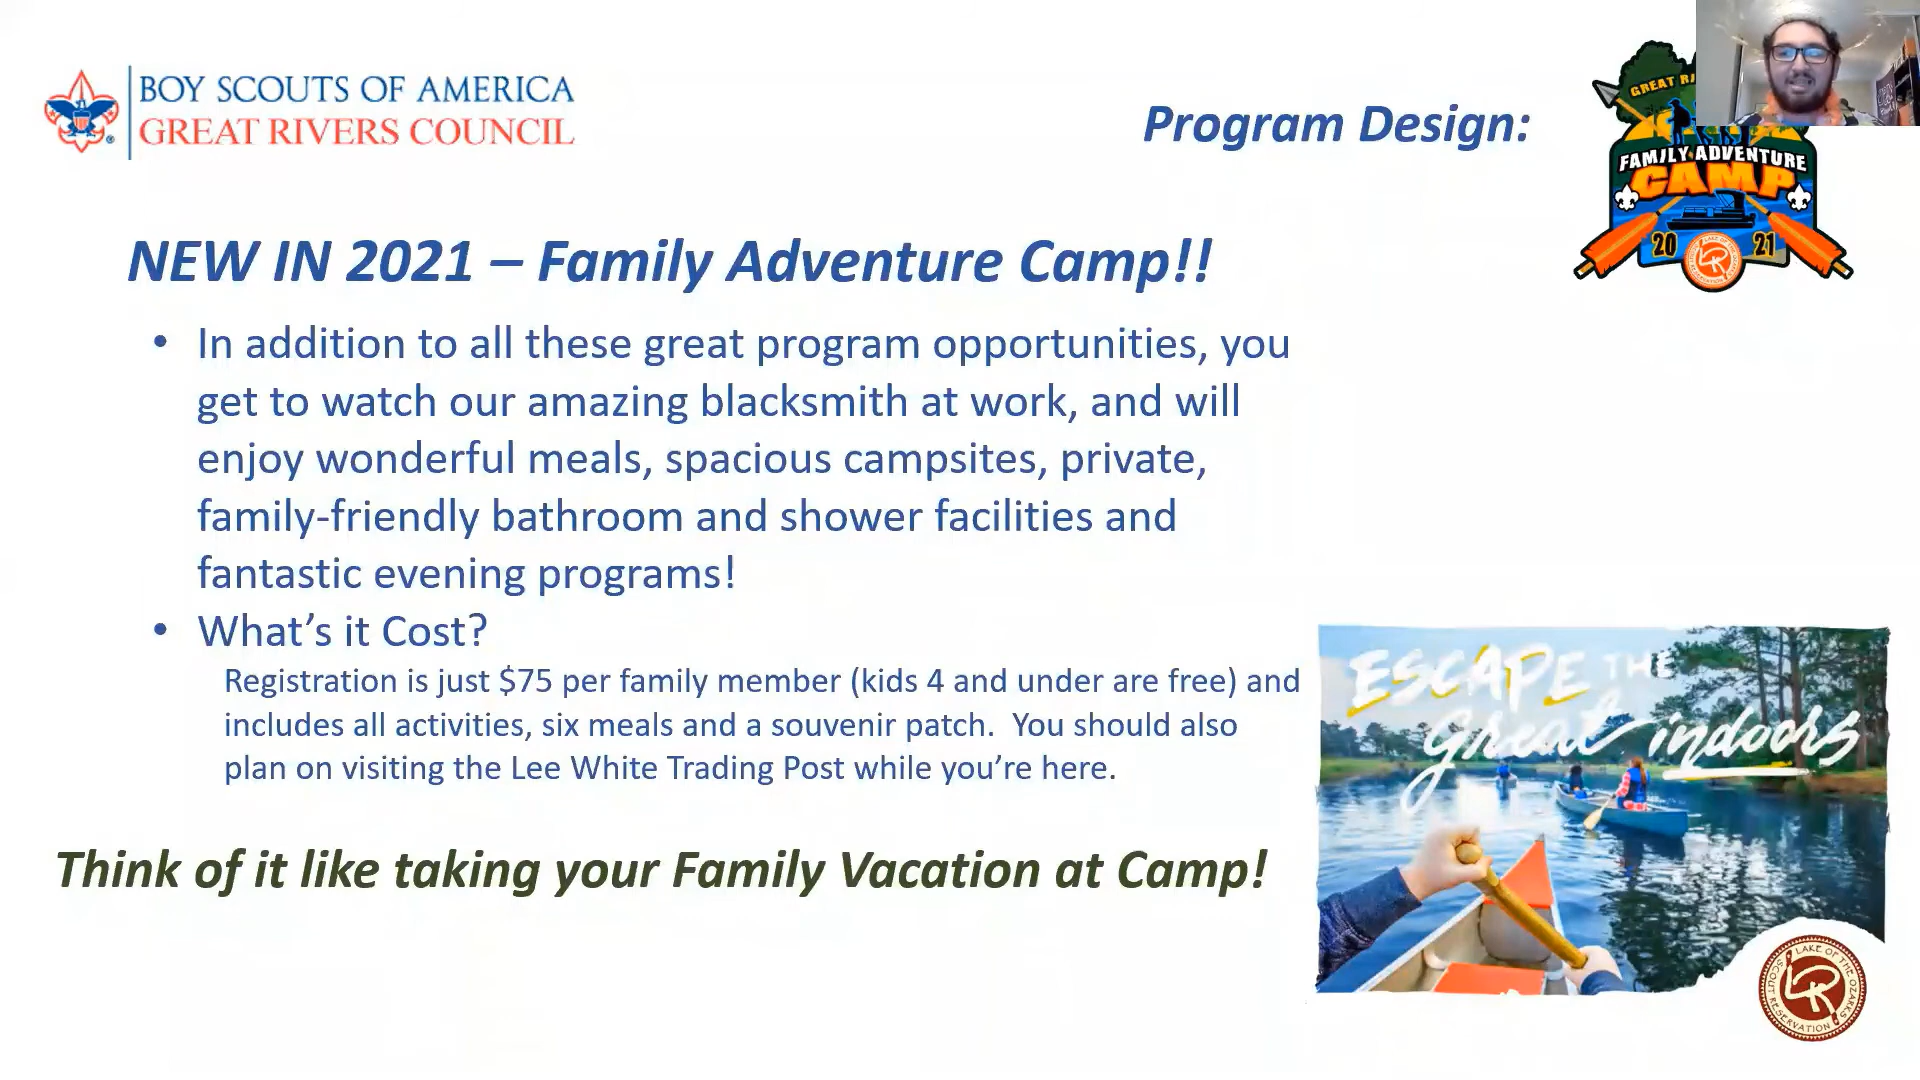 BOY SCOUTS OF AMERICA
GREAT RIVERS COUNCIL
Program Design:
GREAT
FAMILY ADVENTURE
CAMP
20 21
NEW IN 2021 – Family Adventure Camp!!
• In addition to all these great program opportunities, you
get to watch our amazing blacksmith at work, and will
enjoy wonderful meals, spacious campsites, private,
family-friendly bathroom and shower facilities and
fantastic evening programs!
• What’s it Cost?
Registration is just $75 per family member (kids 4 and under are free) and
includes all activities, six meals and a souvenir patch. You should also
plan on visiting the Lee White Trading Post while you’re here.
Think of it like taking your Family Vacation at Camp!
ESCAPE THE
Great indoors
LAKE OF THE OZARKS
SCOUT RESERVATION